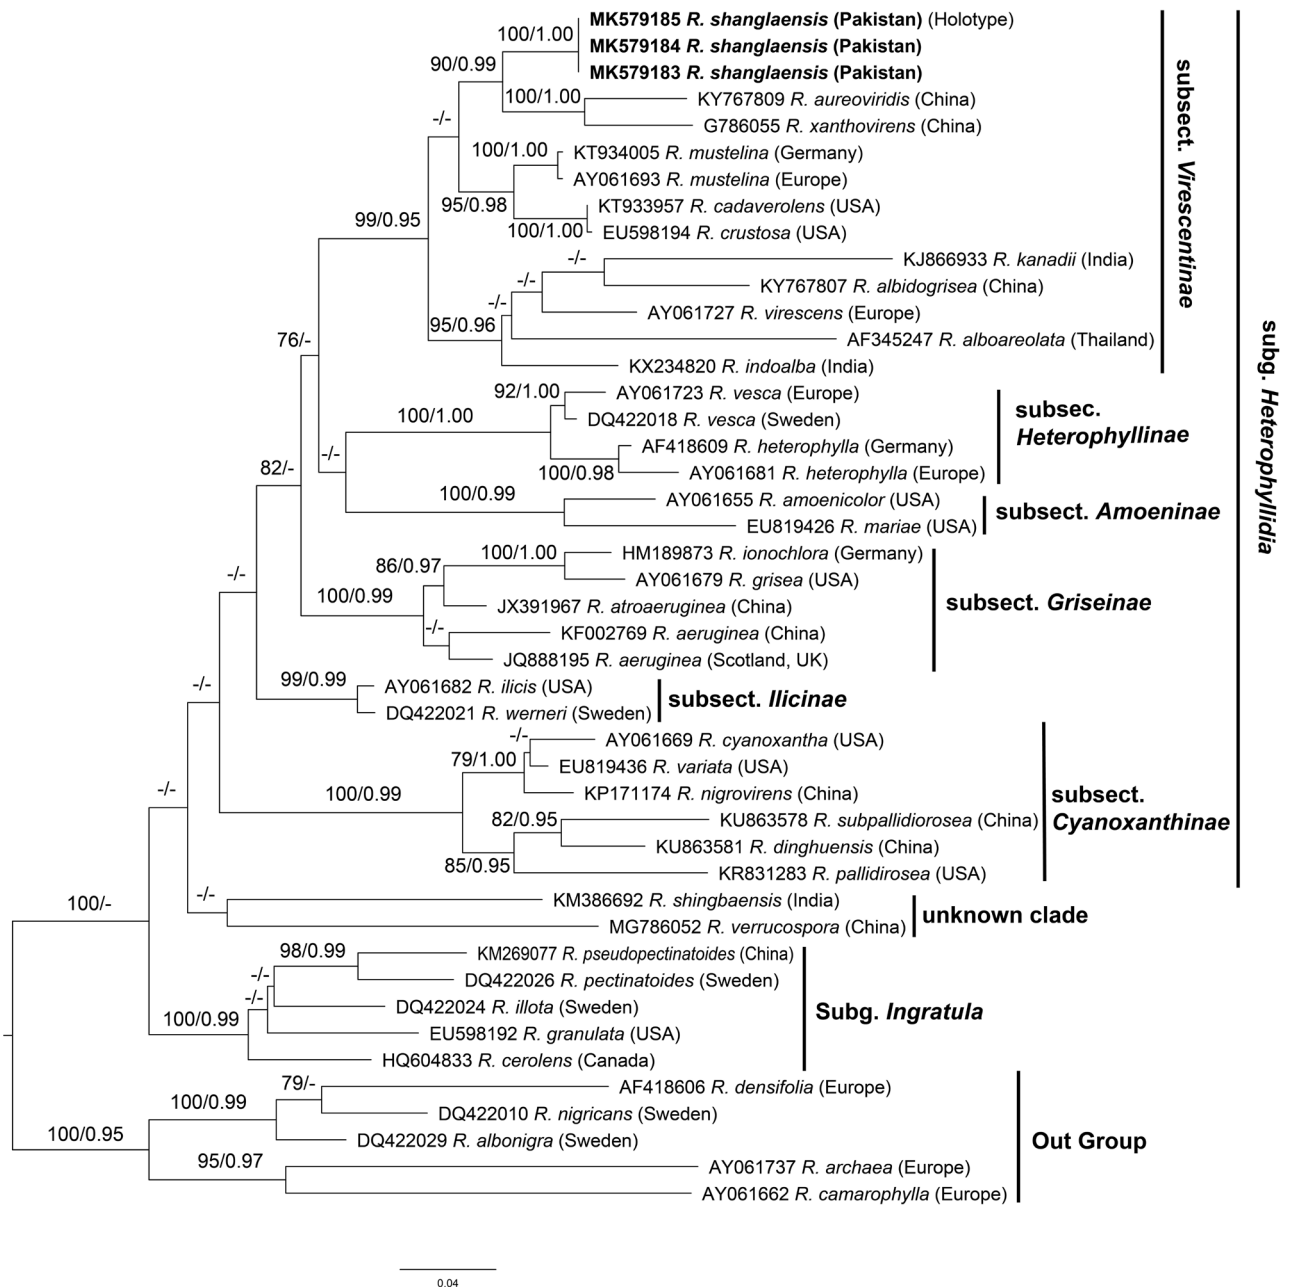 MK579185 R. shanglaensis (Pakistan) (Holotype)
100/1.00
MK579184 R. shanglaensis (Pakistan)
90/0.99
MK579183 R. shanglaensis (Pakistan)
100/1.00
KY767809 R. aureoviridis (China)
-/-
G786055 R. xanthovirens (China)
100/1.00
KT934005 R. mustelina (Germany)
AY061693 R. mustelina (Europe)
95/0.98
KT933957 R. cadaverolens (USA)
99/0.95
100/1.00
EU598194 R. crustosa (USA)
subsect. Virescentinae
-/-
KJ866933 R. kanadii (India)
-/-
KY767807 R. albidogrisea (China)
-/-
AY061727 R. virescens (Europe)
95/0.96
AF345247 R. alboareolata (Thailand)
76/-
KX234820 R. indoalba (India)
92/1.00
AY061723 R. vesca (Europe)
100/1.00
DQ422018 R. vesca (Sweden)
subsec.
Heterophyllinae
-/-
AF418609 R. heterophylla (Germany)
82/-
100/0.98
AY061681 R. heterophylla (Europe)
subg. Heterophyllidia
100/0.99
AY061655 R. amoenicolor (USA)
subsect. Amoeninae
EU819426 R. mariae (USA)
100/1.00
HM189873 R. ionochlora (Germany)
86/0.97
AY061679 R. grisea (USA)
-/-
100/0.99
JX391967 R. atroaeruginea (China)
subsect. Griseinae
-/-
KF002769 R. aeruginea (China)
JQ888195 R. aeruginea (Scotland, UK)
-/-
99/0.99
AY061682 R. ilicis (USA)
subsect. Ilicinae
DQ422021 R. werneri (Sweden)
-/-
AY061669 R. cyanoxantha (USA)
79/1.00
EU819436 R. variata (USA)
-/-
100/0.99
KP171174 R. nigrovirens (China)
subsect.
Cyanoxanthinae
82/0.95
KU863578 R. subpallidiorosea (China)
KU863581 R. dinghuensis (China)
85/0.95
KR831283 R. pallidirosea (USA)
-/-
KM386692 R. shingbaensis (India)
100/-
unknown clade
MG786052 R. verrucospora (China)
98/0.99
KM269077 R. pseudopectinatoides (China)
-/-
DQ422026 R. pectinatoides (Sweden)
-/-
DQ422024 R. illota (Sweden)
Subg. Ingratula
100/0.99
EU598192 R. granulata (USA)
HQ604833 R. cerolens (Canada)
79/-
AF418606 R. densifolia (Europe)
100/0.99
DQ422010 R. nigricans (Sweden)
100/0.95
DQ422029 R. albonigra (Sweden)
Out Group
95/0.97
AY061737 R. archaea (Europe)
AY061662 R. camarophylla (Europe)
0.04